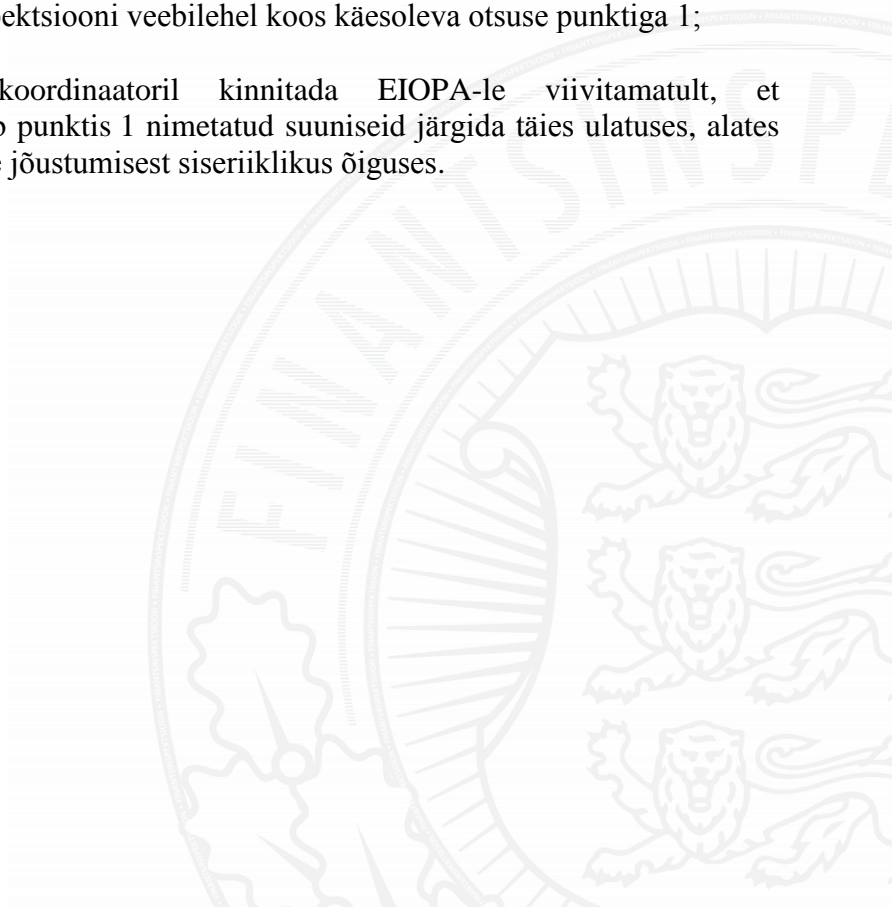 ektsiooni veebilehel koos käesoleva otsuse punktiga 1;
koordinaatoril kinnitada EIOPA-le viivitamatult, et
punktis 1 nimetatud suuniseid järgida täies ulatuses, alates
jõustumisest siseriiklikus õiguses.
FINANTSINSP